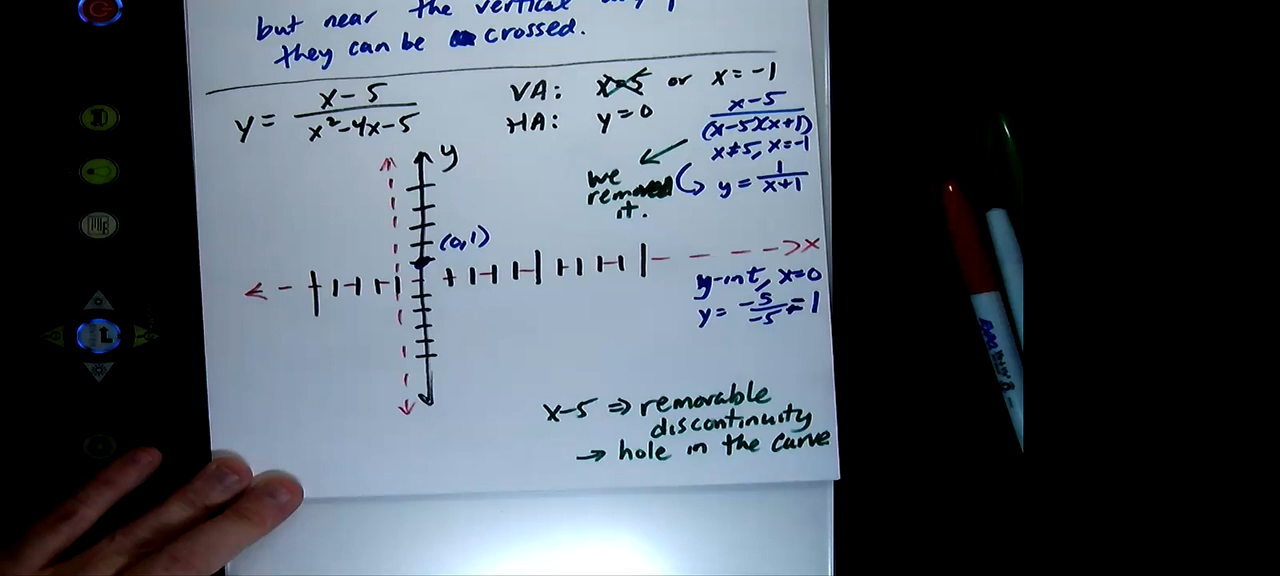 but near the vertical
they can be crossed.
y = x-5 / x²-4x-5
VA: x=5 or x=-1
HA: y=0
x-5 / (x-5)(x+1)
x≠5, x=-1
y = 1 / x+1
we
removed
it.
y
(0,1)
x
y-int, x=0
y = -5/-5 = 1
x-5 ⇒ removable
discontinuity
→ hole in the curve